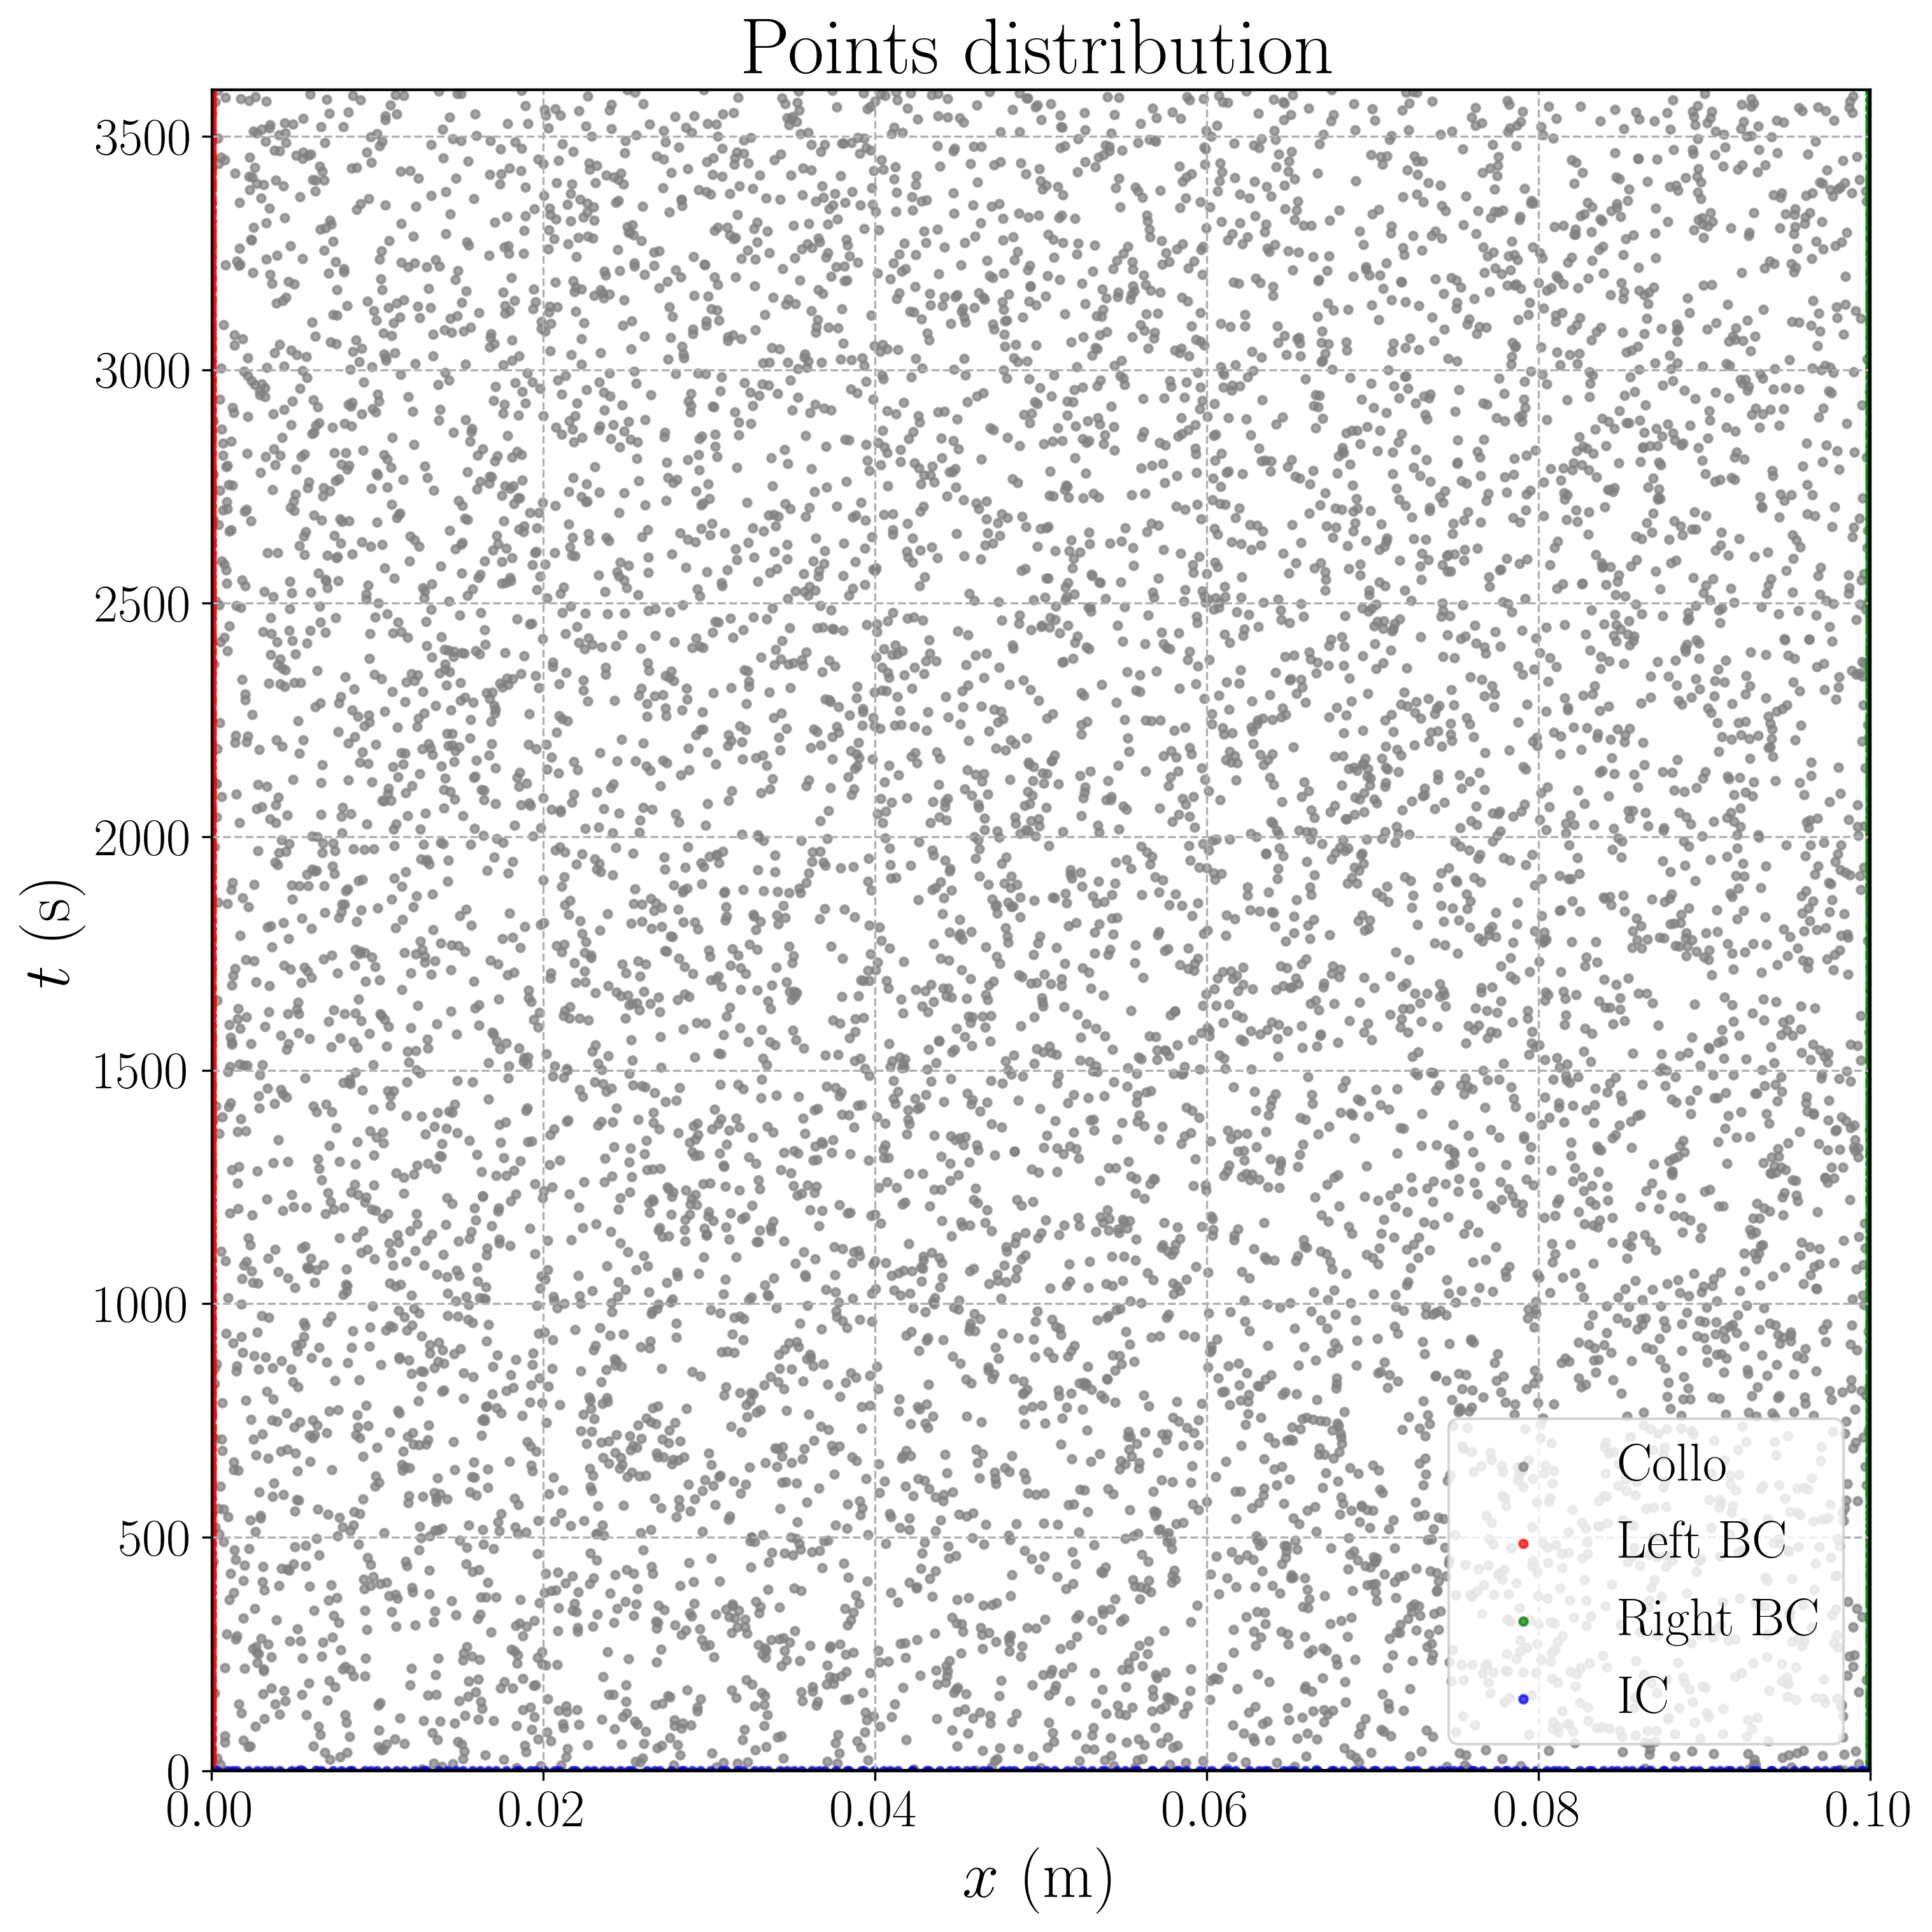 Points distribution
3500
3000
2500
2000
1500
1000
500
0
t (s)
0.00 0.02 0.04 0.06 0.08 0.10
x (m)
Collo
Left BC
Right BC
IC